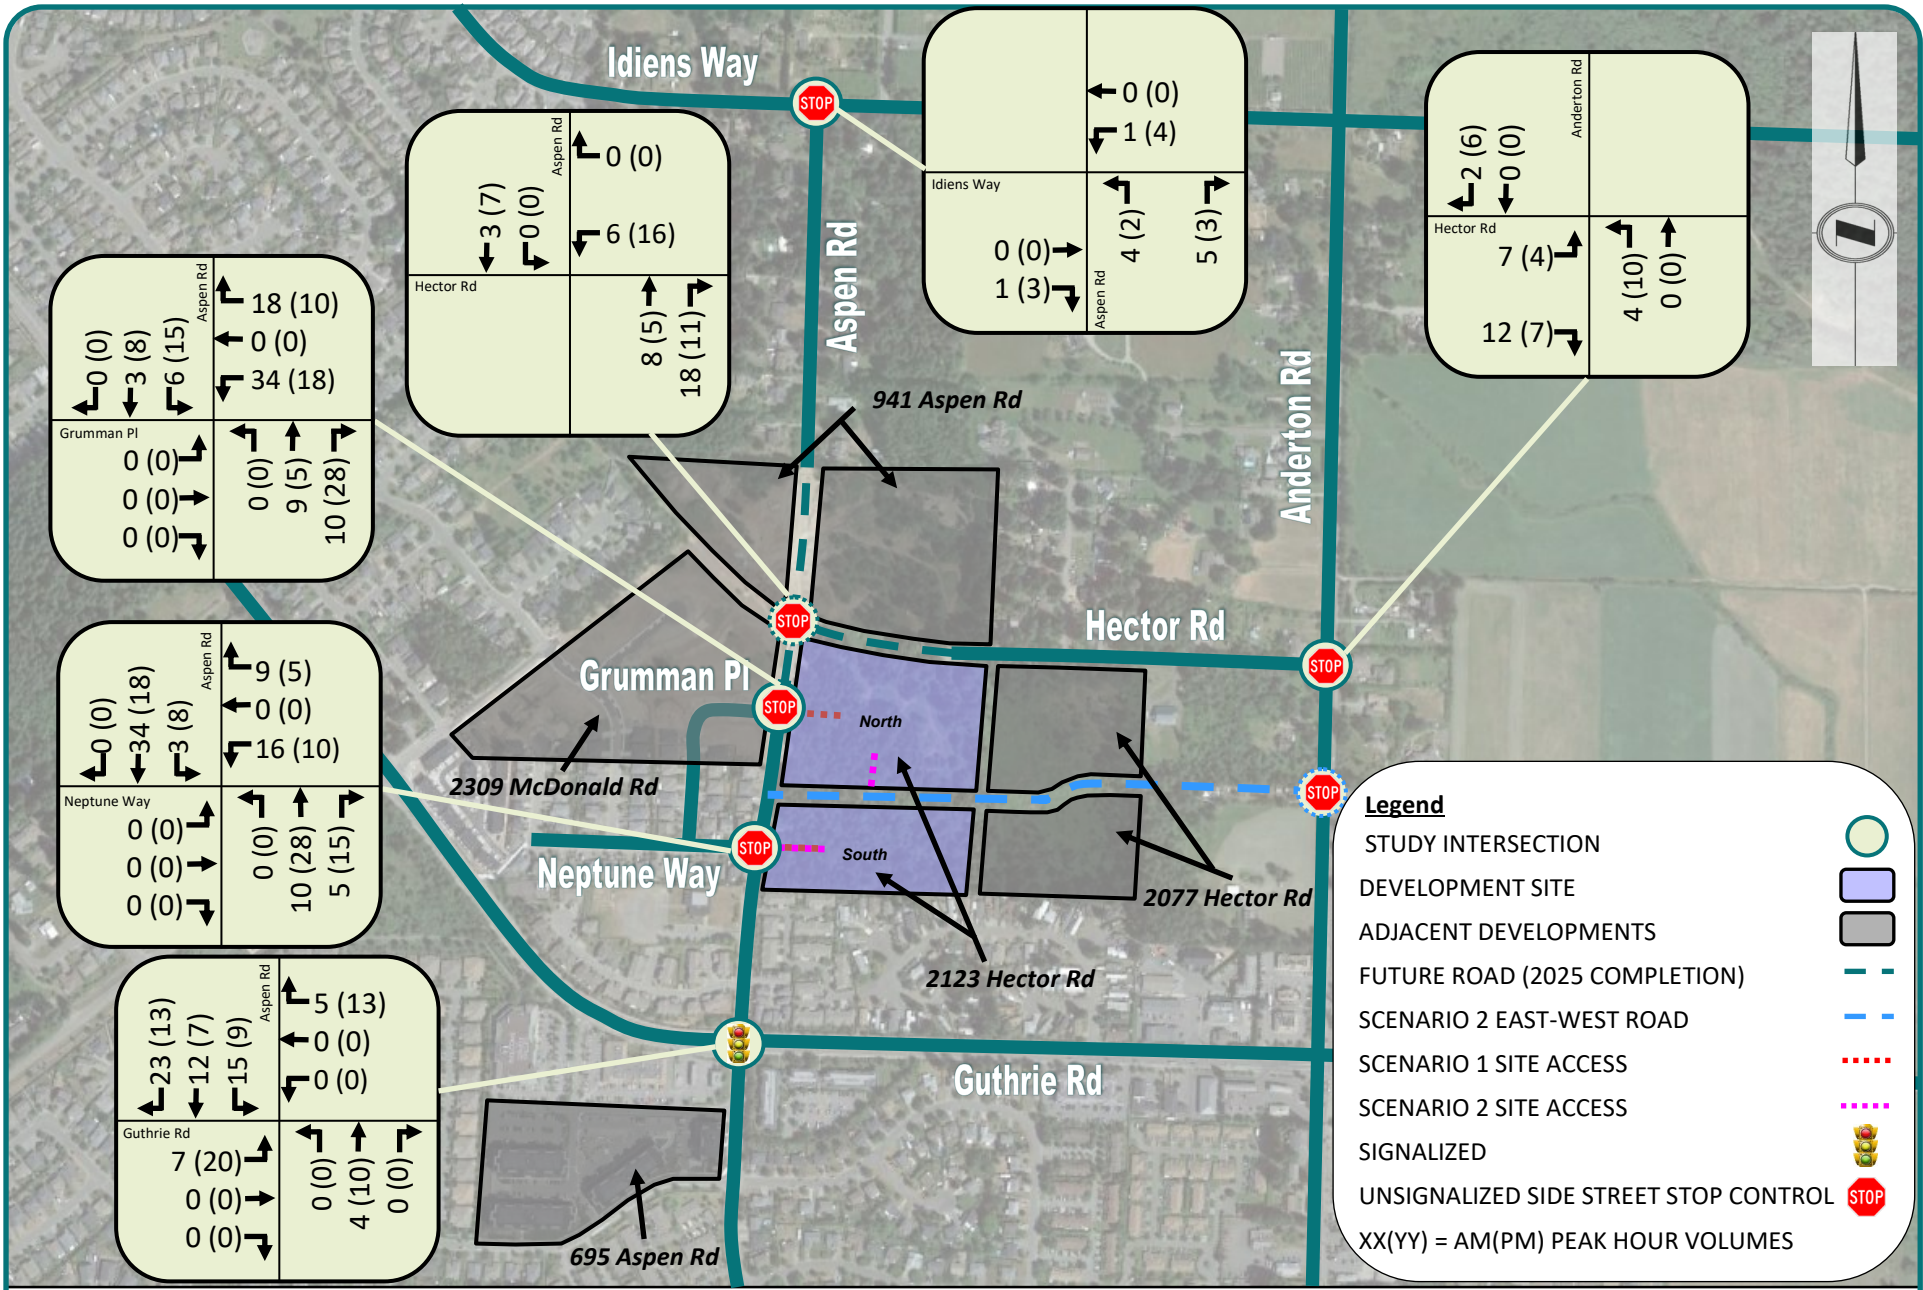 Idiens Way
STOP
0 (0)
1 (4)
Idiens Way
0 (0)
1 (3)
Aspen Rd
4 (2)
5 (3)
Anderton Rd
2 (6)
0 (0)
Hector Rd
7 (4)
12 (7)
4 (10)
0 (0)
Aspen Rd
0 (0)
3 (7)
0 (0)
6 (16)
Hector Rd
8 (5)
18 (11)
Aspen Rd
Anderton Rd
Aspen Rd
18 (10)
0 (0)
34 (18)
0 (0)
3 (8)
6 (15)
Grumman Pl
0 (0)
0 (0)
0 (0)
0 (0)
9 (5)
10 (28)
941 Aspen Rd
STOP
Hector Rd
STOP
Grumman Pl
STOP
North
2309 McDonald Rd
STOP
Aspen Rd
9 (5)
0 (0)
16 (10)
0 (0)
34 (18)
3 (8)
Neptune Way
0 (0)
0 (0)
0 (0)
0 (0)
10 (28)
5 (15)
STOP
South
Neptune Way
2077 Hector Rd
2123 Hector Rd
Aspen Rd
5 (13)
0 (0)
0 (0)
23 (13)
12 (7)
15 (9)
Guthrie Rd
7 (20)
0 (0)
0 (0)
0 (0)
4 (10)
0 (0)
Guthrie Rd
695 Aspen Rd
Legend
STUDY INTERSECTION
DEVELOPMENT SITE
ADJACENT DEVELOPMENTS
FUTURE ROAD (2025 COMPLETION)
SCENARIO 2 EAST-WEST ROAD
SCENARIO 1 SITE ACCESS
SCENARIO 2 SITE ACCESS
SIGNALIZED
UNSIGNALIZED SIDE STREET STOP CONTROL STOP
XX(YY) = AM(PM) PEAK HOUR VOLUMES